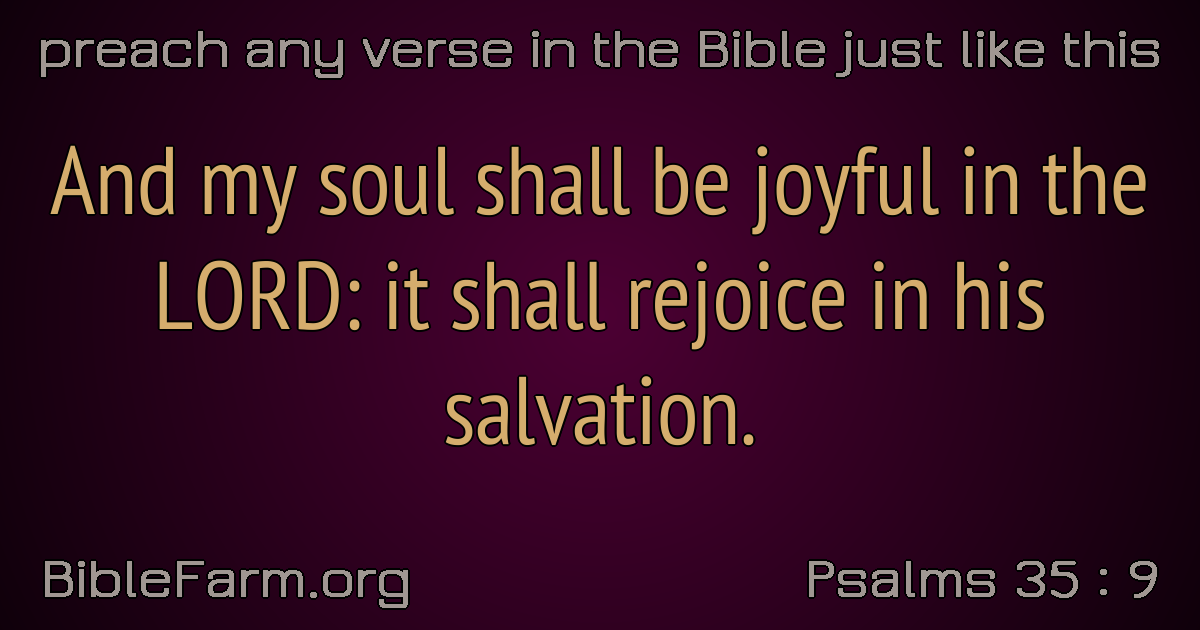 preach any verse in the Bible just like this
And my soul shall be joyful in the
LORD: it shall rejoice in his
salvation.
BibleFarm.org
Psalms 35 : 9